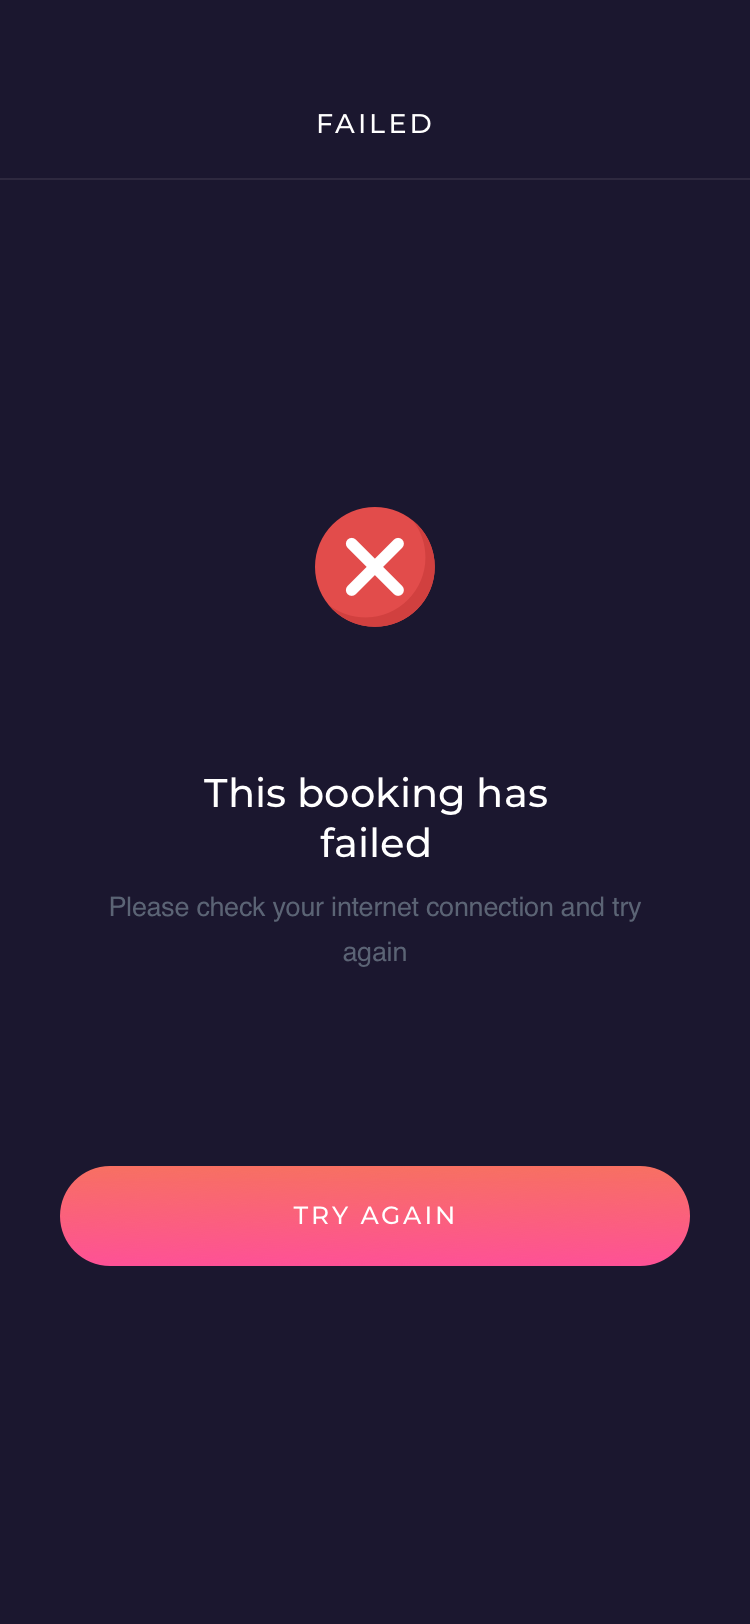 FAILED
This booking has
failed
Please check your internet connection and try
again
TRY AGAIN